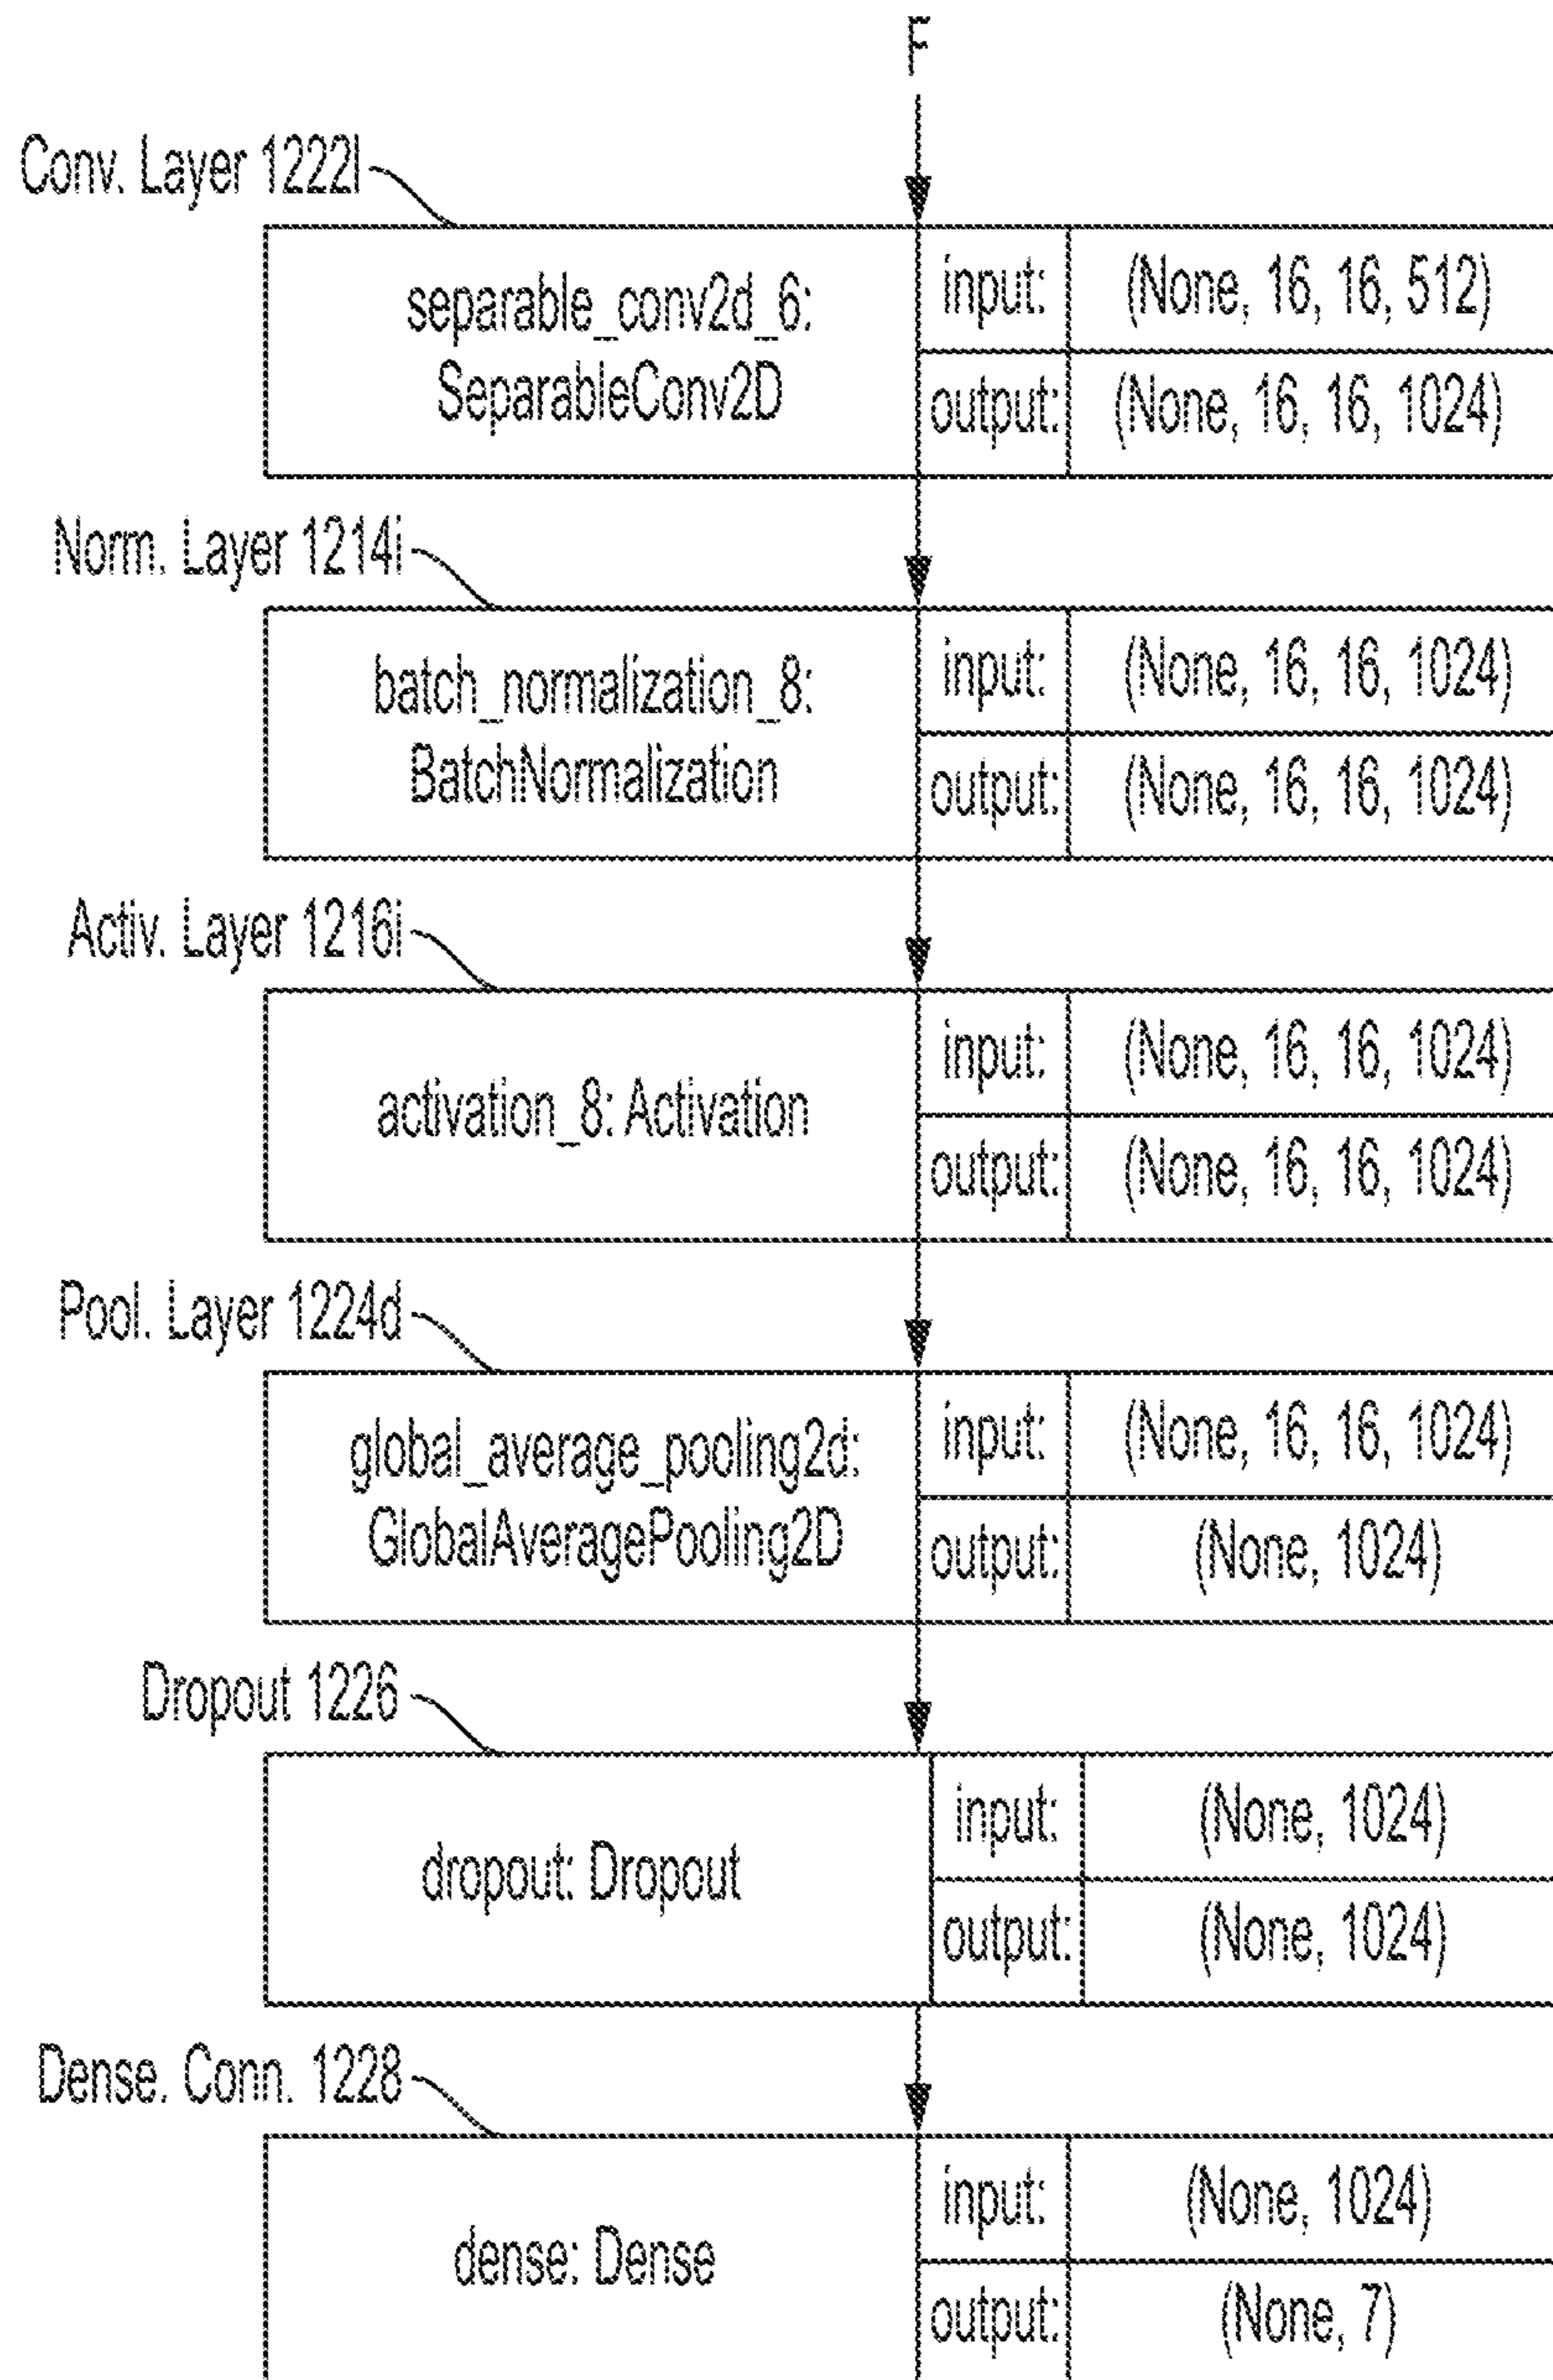 F
Conv. Layer 1222l
separable_conv2d_6:
SeparableConv2D
input:
(None, 16, 16, 512)
output:
(None, 16, 16, 1024)
Norm. Layer 1214i
batch_normalization_8:
BatchNormalization
input:
(None, 16, 16, 1024)
output:
(None, 16, 16, 1024)
Activ. Layer 1216i
activation_8: Activation
input:
(None, 16, 16, 1024)
output:
(None, 16, 16, 1024)
Pool. Layer 1224d
global_average_pooling2d:
GlobalAveragePooling2D
input:
(None, 16, 16, 1024)
output:
(None, 1024)
Dropout 1226
dropout: Dropout
input:
(None, 1024)
output:
(None, 1024)
Dense. Conn. 1228
dense: Dense
input:
(None, 1024)
output:
(None, 7)